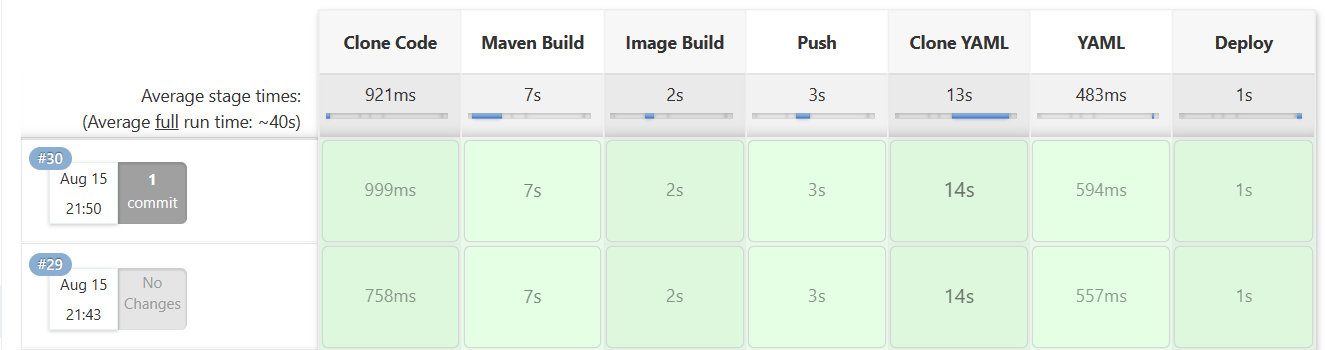 Clone Code Maven Build Image Build Push Clone YAML YAML Deploy
Average stage times: 921ms 7s 2s 3s 13s 483ms 1s
(Average full run time: ~40s)
#30
Aug 15 1
21:50 commit
999ms 7s 2s 3s 14s 594ms 1s
#29
Aug 15 No
21:43 Changes
758ms 7s 2s 3s 14s 557ms 1s